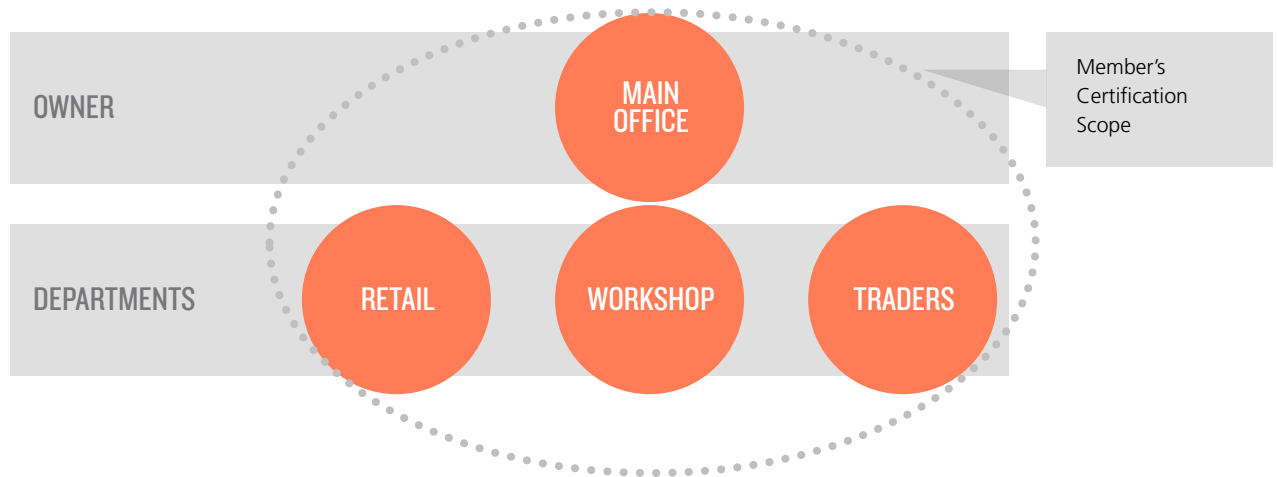 OWNER
MAIN
OFFICE
Member’s
Certification
Scope
DEPARTMENTS
RETAIL
WORKSHOP
TRADERS